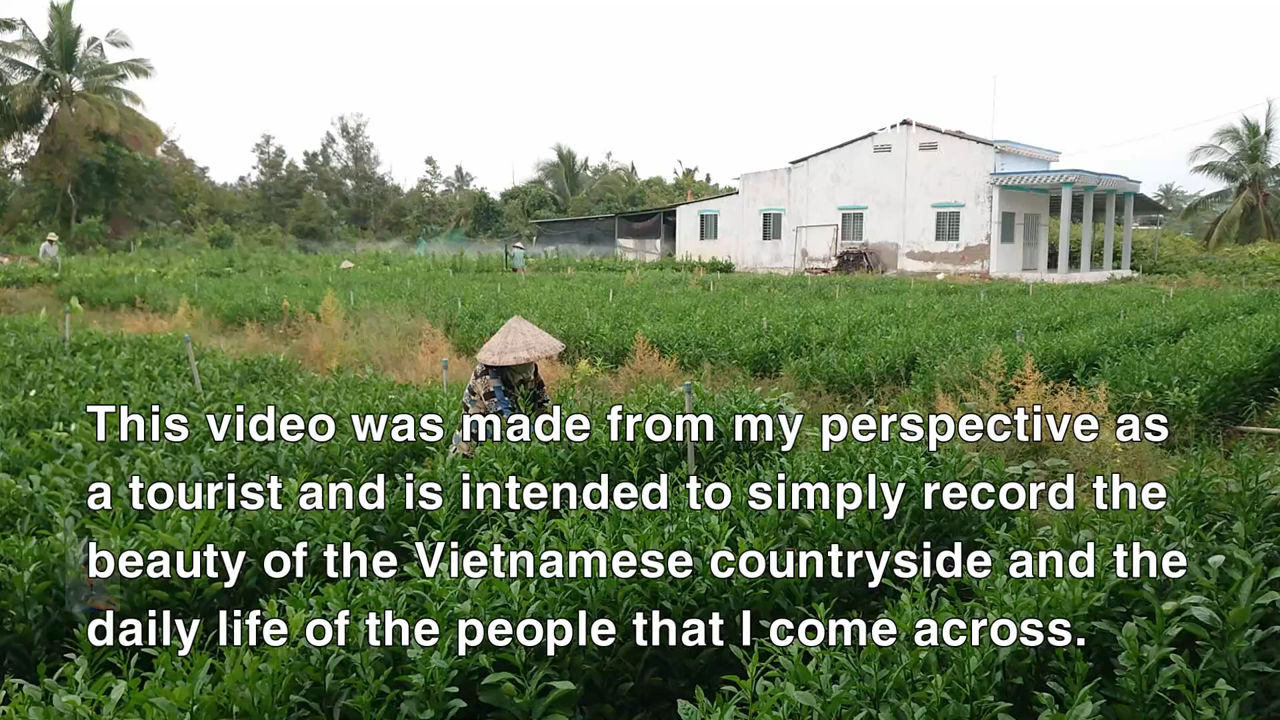 This video was made from my perspective as
a tourist and is intended to simply record the
beauty of the Vietnamese countryside and the
daily life of the people that I come across.